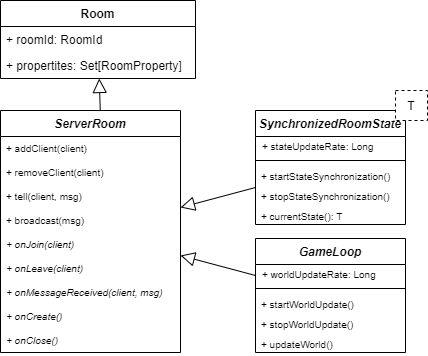 Room
+ roomId: RoomId
+ propertites: Set[RoomProperty]
ServerRoom
+ addClient(client)
+ removeClient(client)
+ tell(client, msg)
+ broadcast(msg)
+ onJoin(client)
+ onLeave(client)
+ onMessageReceived(client, msg)
+ onCreate()
+ onClose()
T
SynchronizedRoomState
+ stateUpdateRate: Long
+ startStateSynchronization()
+ stopStateSynchronization()
+ currentState(): T
GameLoop
+ worldUpdateRate: Long
+ startWorldUpdate()
+ stopWorldUpdate()
+ updateWorld()